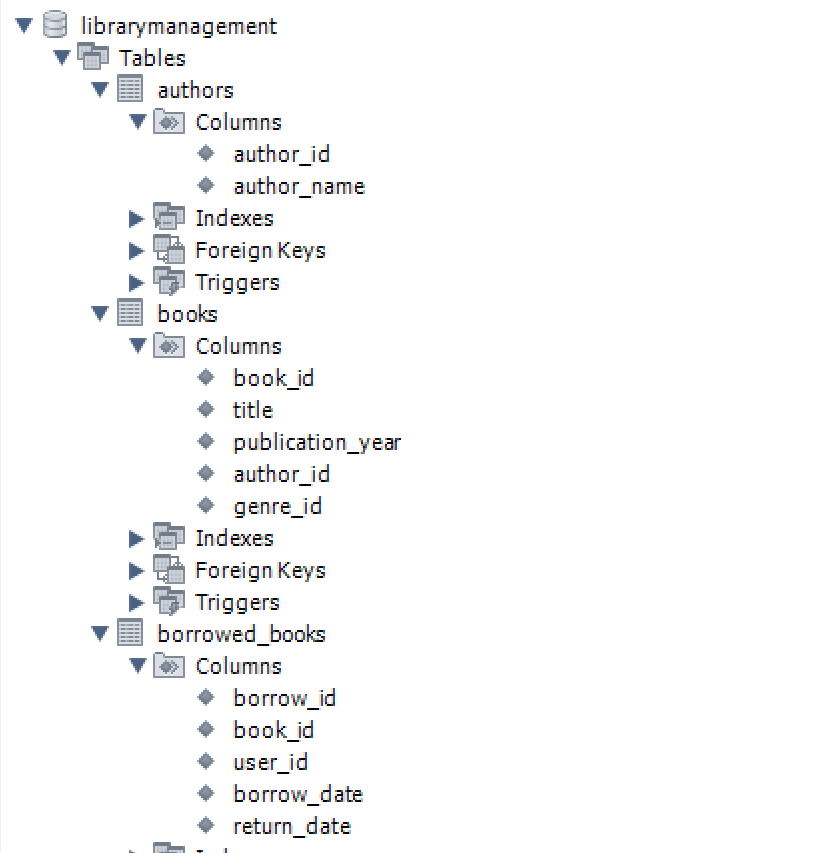 librarymanagement
Tables
authors
Columns
author_id
author_name
Indexes
Foreign Keys
Triggers
books
Columns
book_id
title
publication_year
author_id
genre_id
Indexes
Foreign Keys
Triggers
borrowed_books
Columns
borrow_id
book_id
user_id
borrow_date
return_date